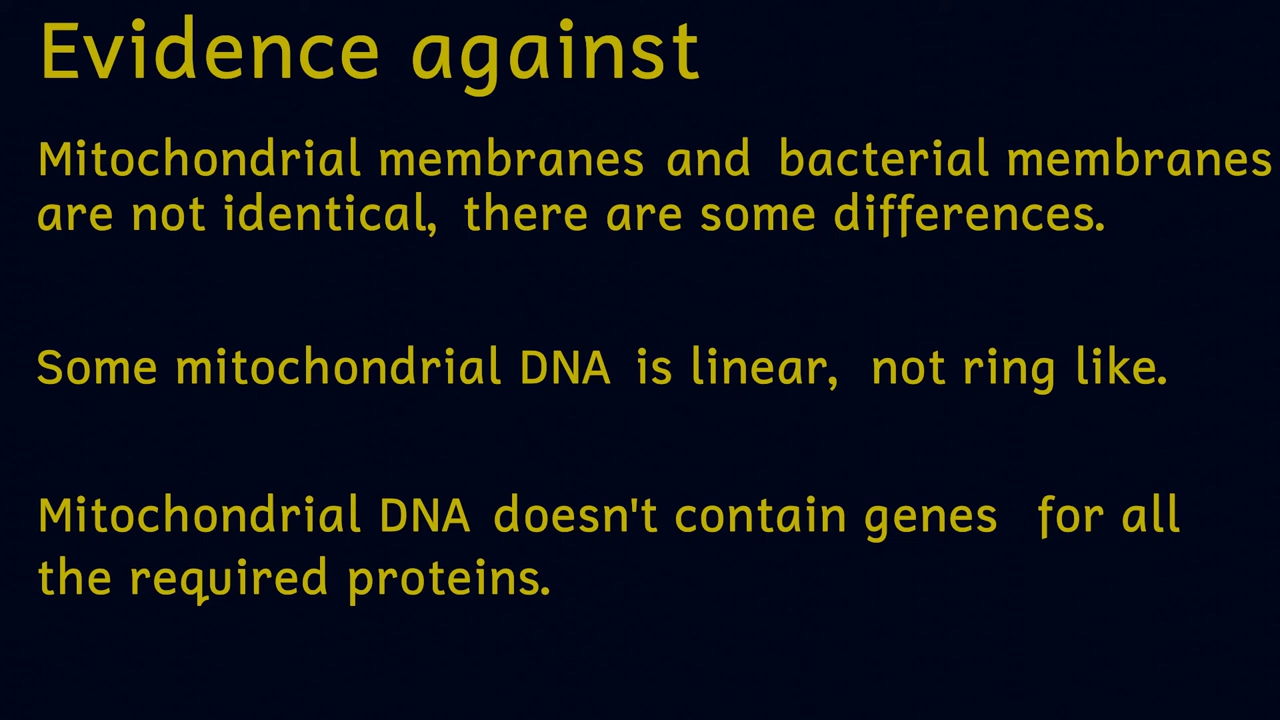 Evidence against
Mitochondrial membranes and bacterial membranes
are not identical, there are some differences.
Some mitochondrial DNA is linear, not ring like.
Mitochondrial DNA doesn't contain genes for all
the required proteins.